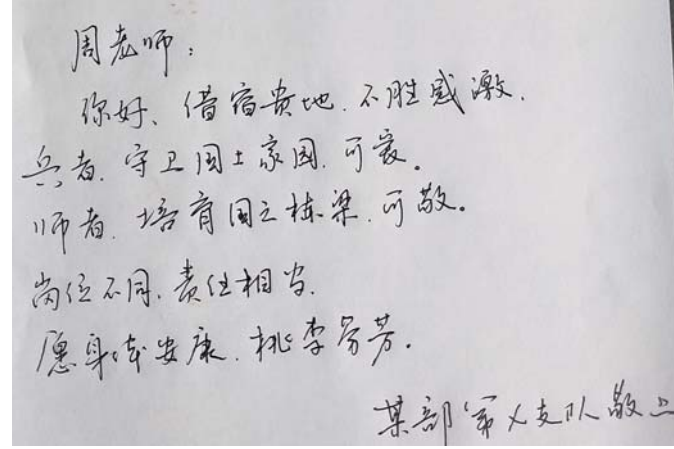 周老师：
你好、借宿贵地.不胜感激.
兵者.守卫国土家园.可爱。
师者.培育国之栋梁.可敬。
岗位不同.责任相当.
愿身体安康.桃李芬芳.
某部第X支队敬上